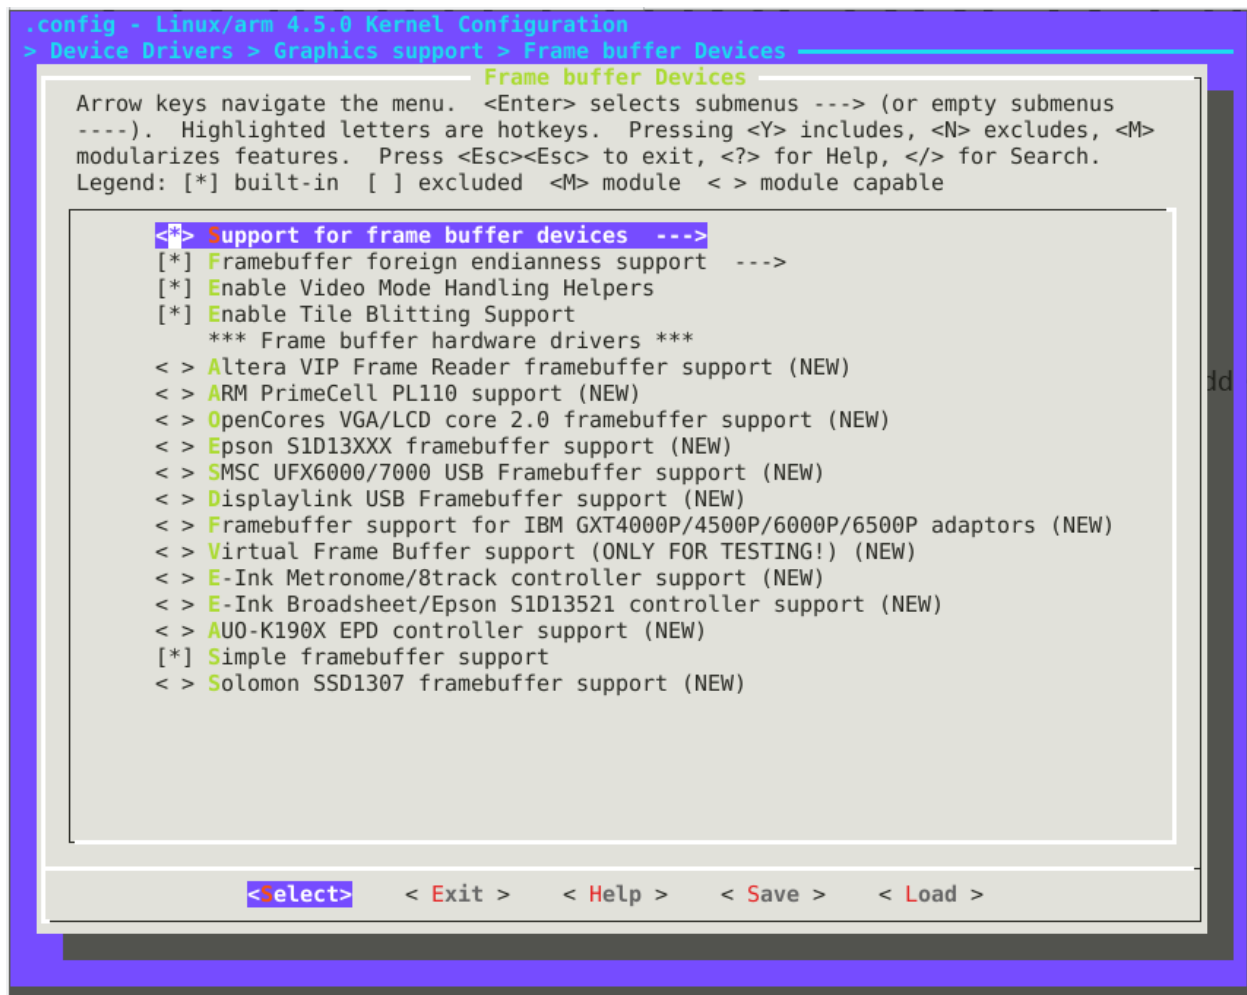 .config - Linux/arm 4.5.0 Kernel Configuration
> Device Drivers > Graphics support > Frame buffer Devices
Frame buffer Devices
Arrow keys navigate the menu.  <Enter> selects submenus ---> (or empty submenus
----).  Highlighted letters are hotkeys.  Pressing <Y> includes, <N> excludes, <M>
modularizes features.  Press <Esc><Esc> to exit, <?> for Help, </> for Search.
Legend: [*] built-in  [ ] excluded  <M> module  < > module capable
<*> Support for frame buffer devices  --->
[*] Framebuffer foreign endianness support  --->
[*] Enable Video Mode Handling Helpers
[*] Enable Tile Blitting Support
*** Frame buffer hardware drivers ***
< > Altera VIP Frame Reader framebuffer support (NEW)
< > ARM PrimeCell PL110 support (NEW)
< > OpenCores VGA/LCD core 2.0 framebuffer support (NEW)
< > Epson S1D13XXX framebuffer support (NEW)
< > SMSC UFX6000/7000 USB Framebuffer support (NEW)
< > Displaylink USB Framebuffer support (NEW)
< > Framebuffer support for IBM GXT4000P/4500P/6000P/6500P adaptors (NEW)
< > Virtual Frame Buffer support (ONLY FOR TESTING!) (NEW)
< > E-Ink Metronome/8track controller support (NEW)
< > E-Ink Broadsheet/Epson S1D13521 controller support (NEW)
< > AUO-K190X EPD controller support (NEW)
[*] Simple framebuffer support
< > Solomon SSD1307 framebuffer support (NEW)
<Select>    < Exit >    < Help >    < Save >    < Load >